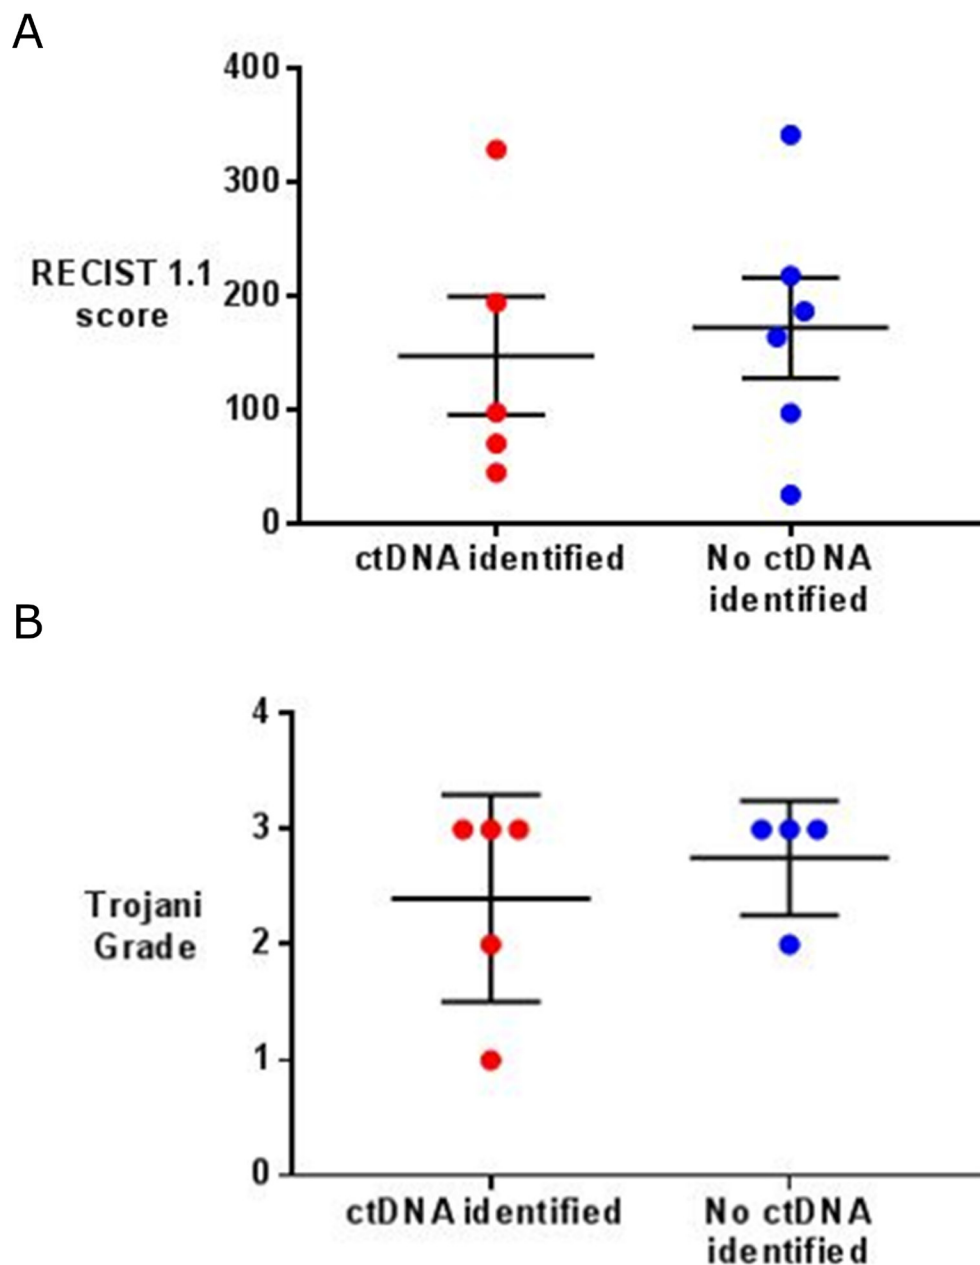 A
400
300
200
100
0
RECIST 1.1
score
ctDNA identified
No ctDNA
identified
B
4
3
2
1
0
Trojani
Grade
ctDNA identified
No ctDNA
identified